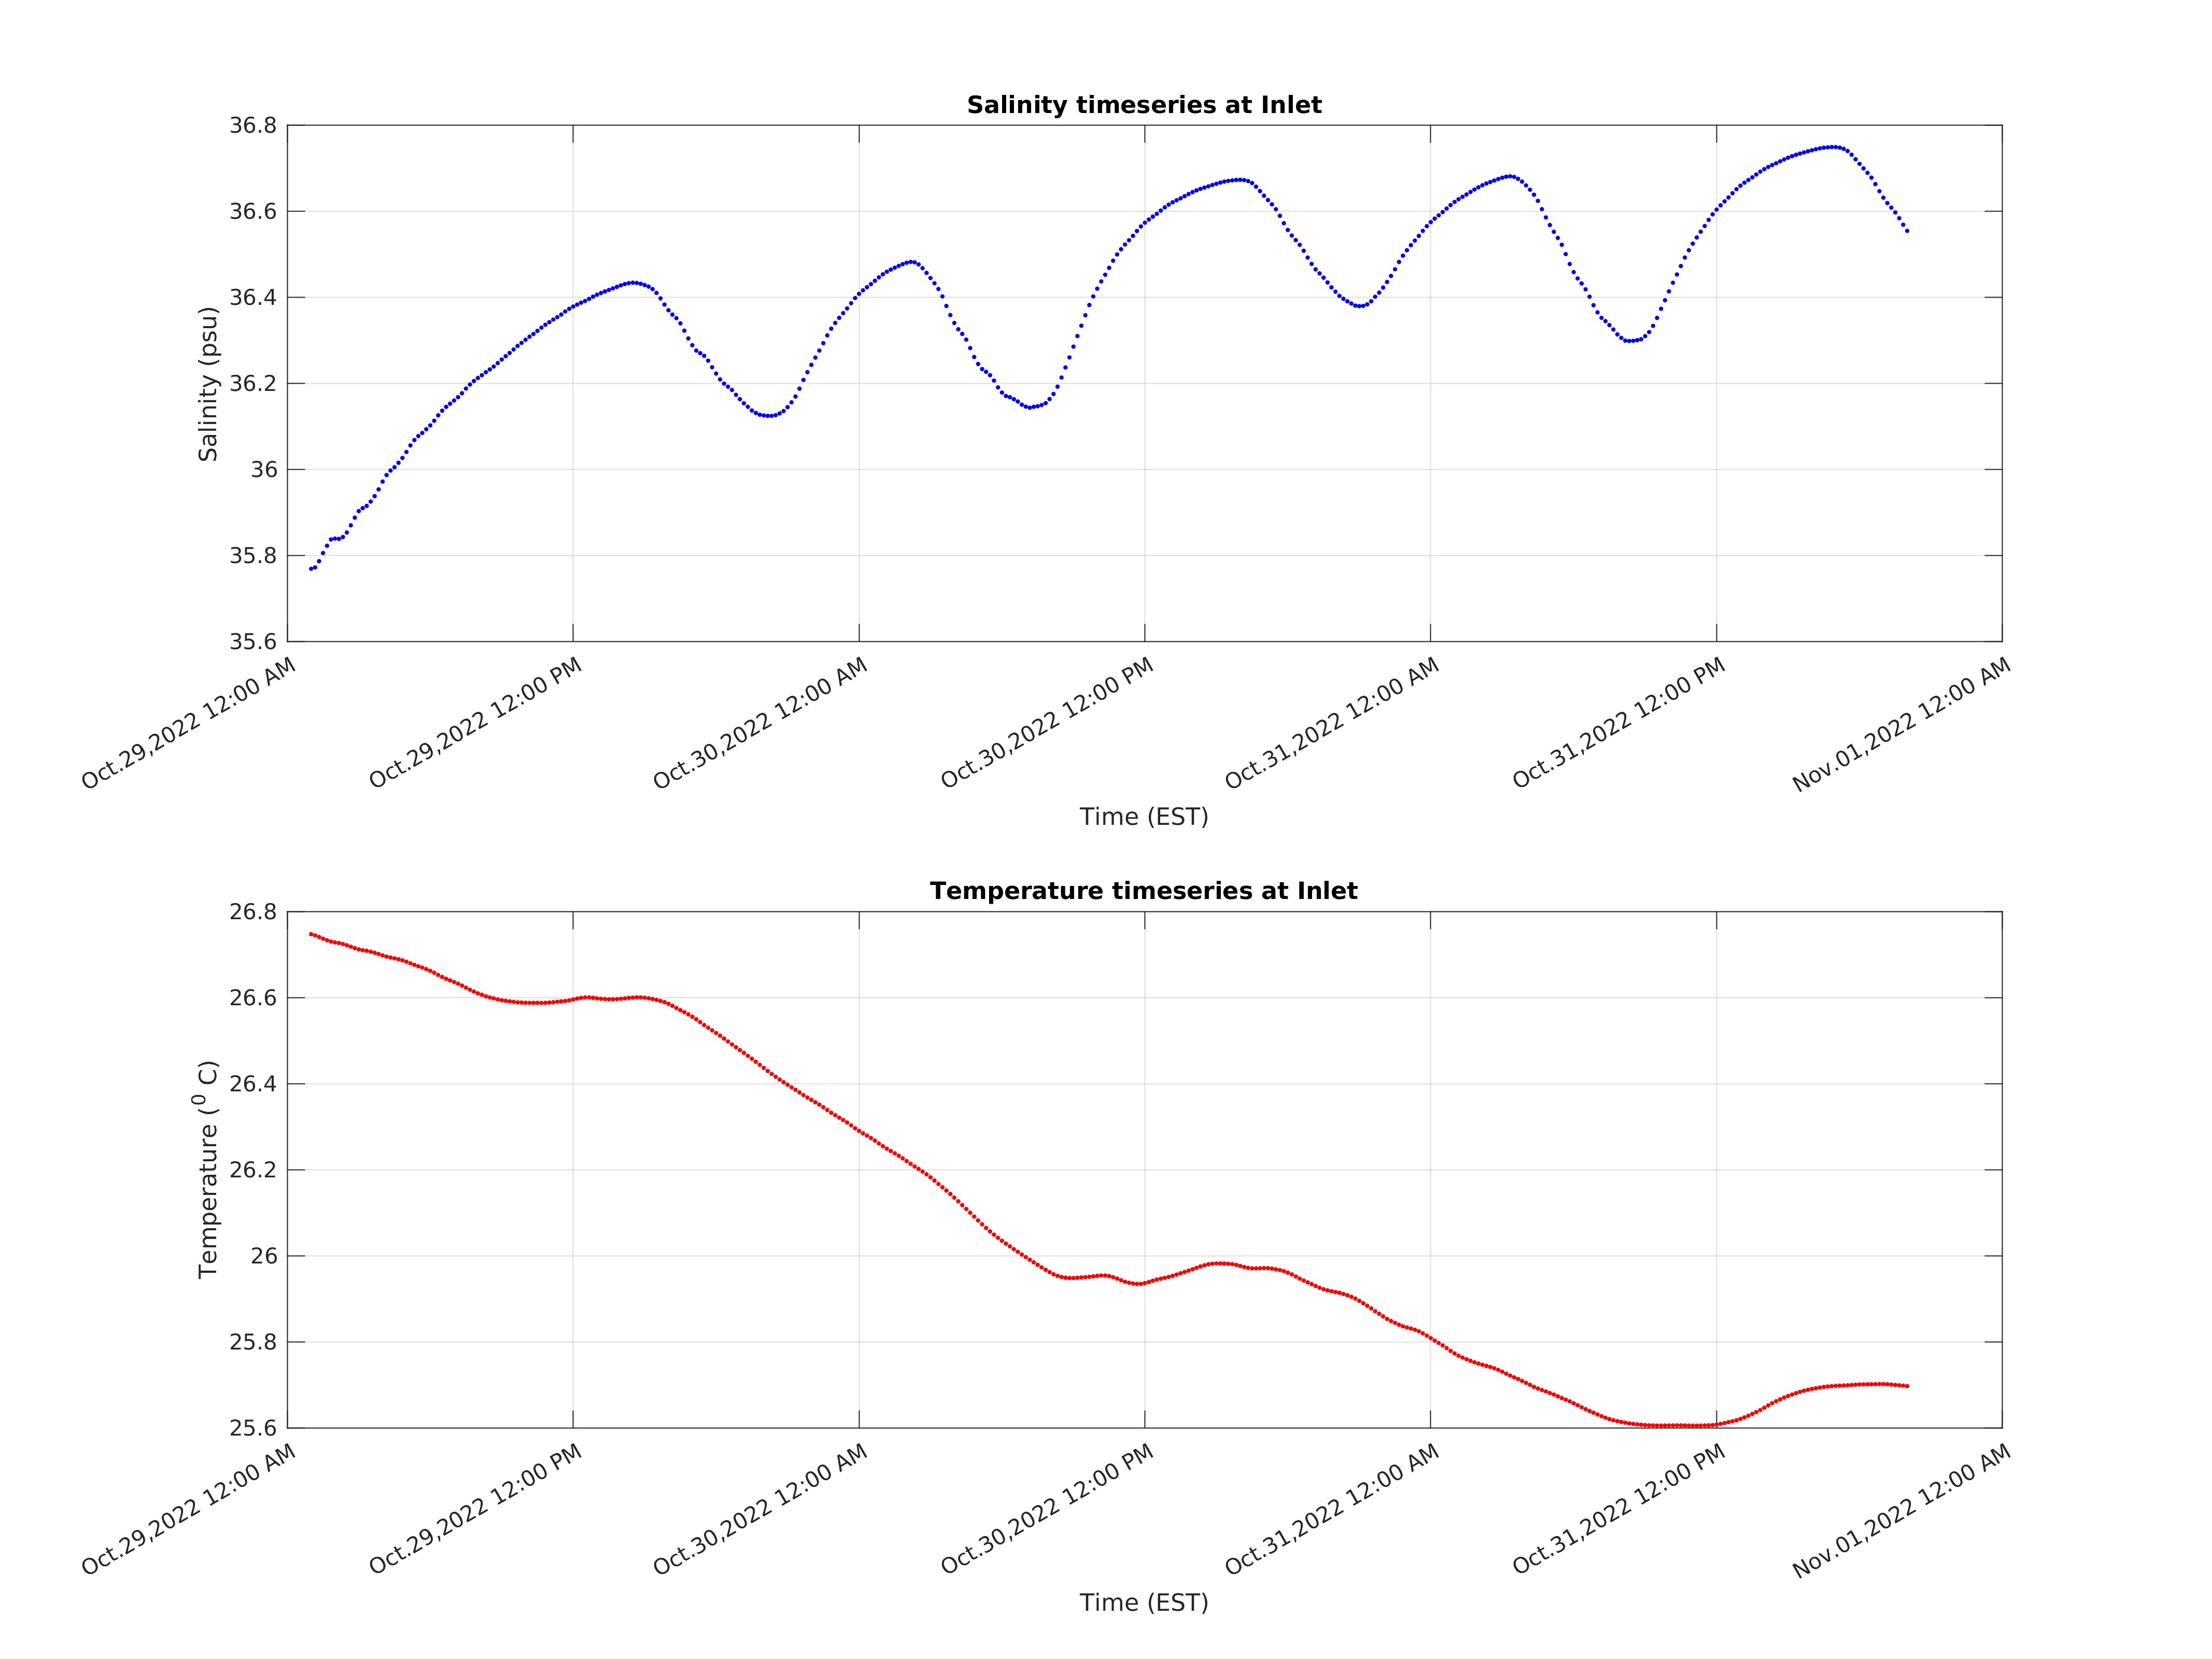 Salinity timeseries at Inlet
Salinity (psu)
36.8
36.6
36.4
36.2
36
35.8
35.6
Oct.29,2022 12:00 AM
Oct.29,2022 12:00 PM
Oct.30,2022 12:00 AM
Oct.30,2022 12:00 PM
Oct.31,2022 12:00 AM
Oct.31,2022 12:00 PM
Nov.01,2022 12:00 AM
Time (EST)
Temperature timeseries at Inlet
Temperature (⁰ C)
26.8
26.6
26.4
26.2
26
25.8
25.6
Oct.29,2022 12:00 AM
Oct.29,2022 12:00 PM
Oct.30,2022 12:00 AM
Oct.30,2022 12:00 PM
Oct.31,2022 12:00 AM
Oct.31,2022 12:00 PM
Nov.01,2022 12:00 AM
Time (EST)